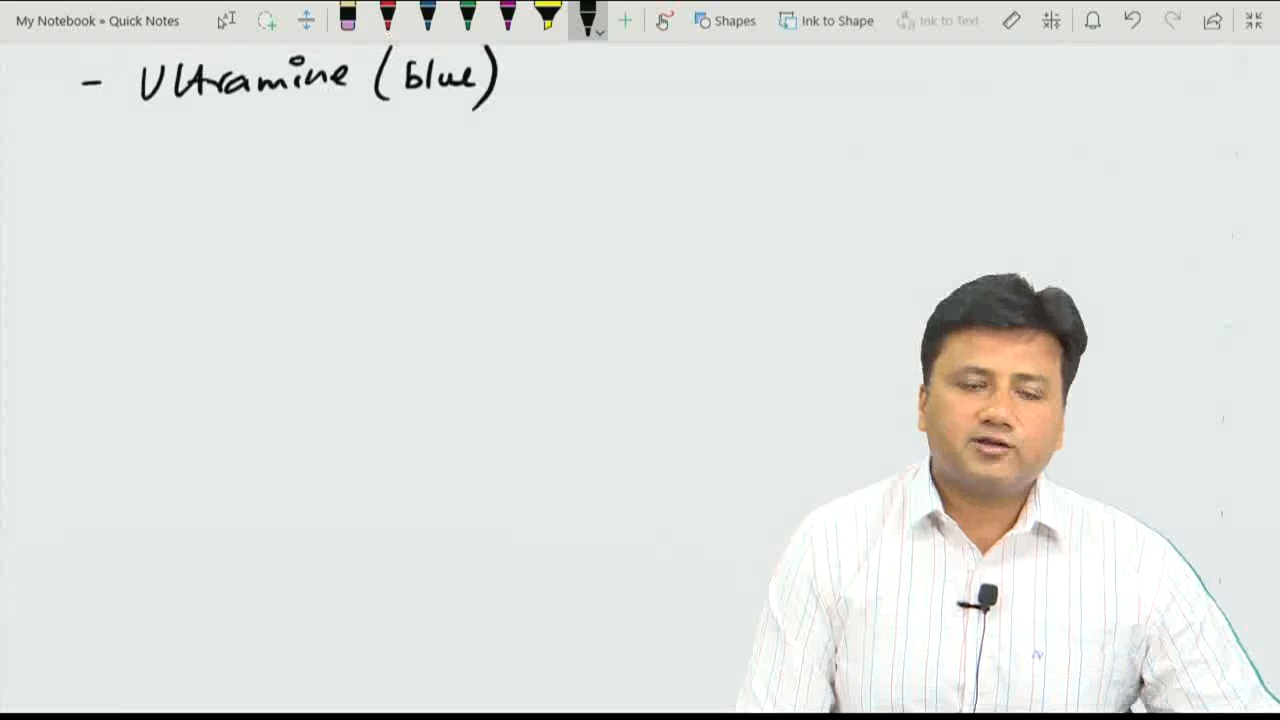 My Notebook » Quick Notes Shapes Ink to Shape Ink to Text
- Ultramine (blue)